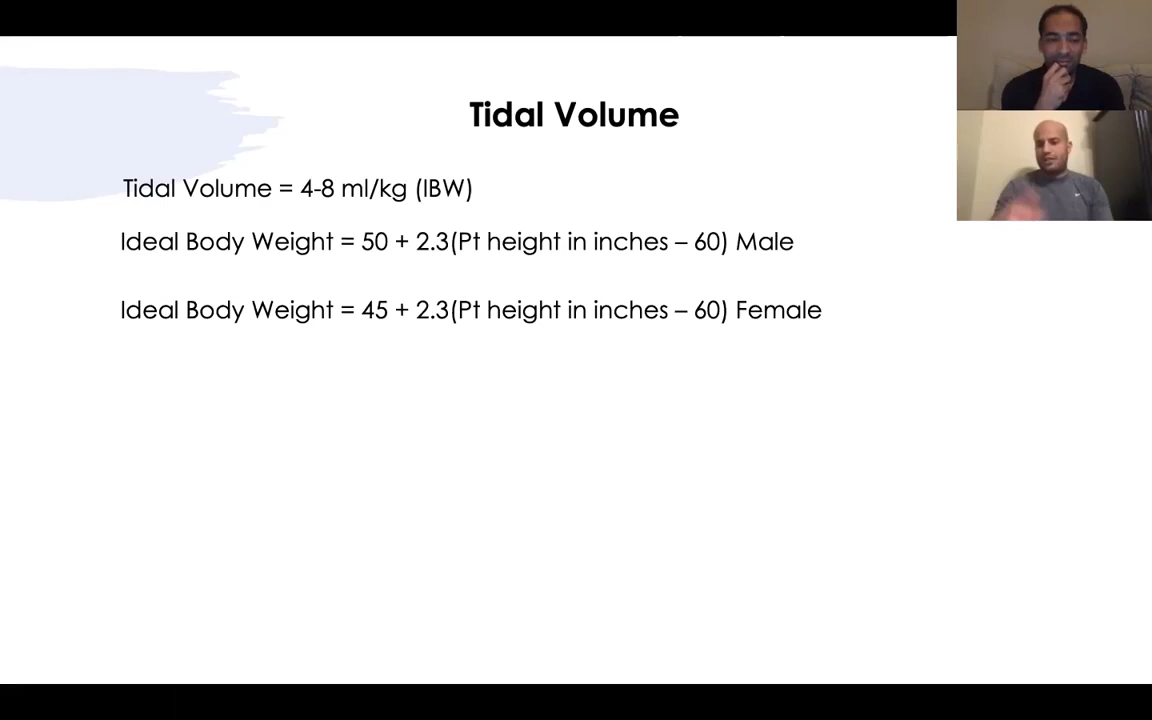 Tidal Volume
Tidal Volume = 4-8 ml/kg (IBW)
Ideal Body Weight = 50 + 2.3(Pt height in inches – 60) Male
Ideal Body Weight = 45 + 2.3(Pt height in inches – 60) Female